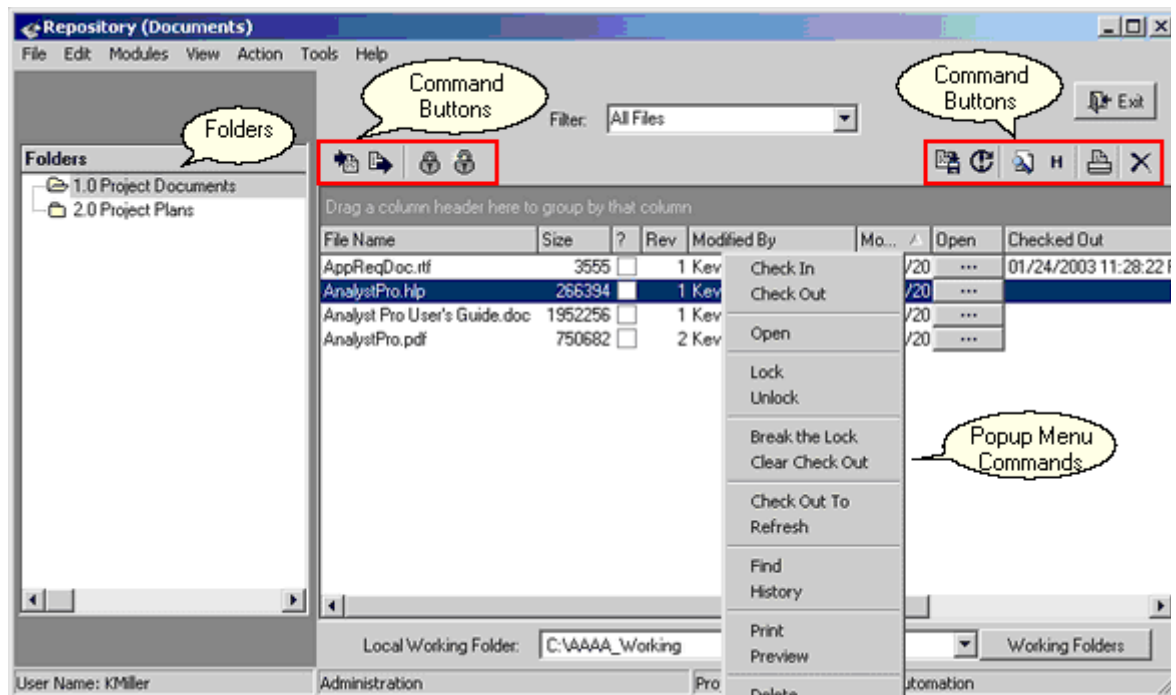 Repository (Documents)
File Edit Modules View Action Tools Help
Command Buttons
Command Buttons
Filter: All Files
Exit
Folders
Folders
1.0 Project Documents
2.0 Project Plans
H
Drag a column header here to group by that column
File Name Size ? Rev Modified By Mo... Open Checked Out
AppReqDoc.rtf 3555 1 Kev /20 ... 01/24/2003 11:28:22
AnalystPro.hlp 266394 1 Kev /20 ...
Analyst Pro User's Guide.doc 1952256 1 Kev /20 ...
AnalystPro.pdf 750682 2 Kev /20 ...
Check In
Check Out
Open
Lock
Unlock
Break the Lock
Clear Check Out
Check Out To
Refresh
Find
History
Print
Preview
Delete
Popup Menu Commands
Local Working Folder: C:\AAAA_Working Working Folders
User Name: KMiller Administration Pro utomation